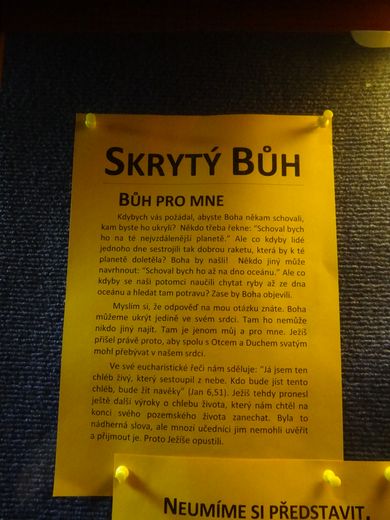 SKRYTÝ BŮH
BŮH PRO MNE
Kdybych vás požádal, abyste Boha někam schovali,
kam byste ho ukryli? Někdo třeba řekne: "Schoval bych
ho na té nejvzdálenější planetě." Ale co kdyby lidé
jednoho dne sestrojili tak dobrou raketu, která by k té
planetě doletěla? Boha by našli! Někdo jiný může
navrhnout: "Schoval bych ho až na dno oceánu." Ale co
kdyby se naši potomci naučili chytat ryby až ze dna
oceánu a hledat tam potravu? Zase by Boha objevili.
Myslím si, že odpověď na mou otázku znáte. Boha
můžeme ukrýt jedině ve svém srdci. Tam ho nemůže
nikdo jiný najít. Tam je jenom můj a pro mne. Ježíš
přišel právě proto, aby spolu s Otcem a Duchem svatým
mohl přebývat v našem srdci.
Ve své eucharistické řeči nám sděluje: "Já jsem ten
chléb živý, který sestoupil z nebe. Kdo bude jíst tento
chléb, bude žít navěky" (Jan 6,51). Ježíš tehdy pronesl
ještě další výroky o chlebu života, který nám chtěl na
konci svého pozemského života zanechat. Byla to
nádherná slova, ale mnozí učedníci jim nemohli uvěřit
a přijmout je. Proto Ježíše opustili.
NEUMÍME SI PŘEDSTAVIT,